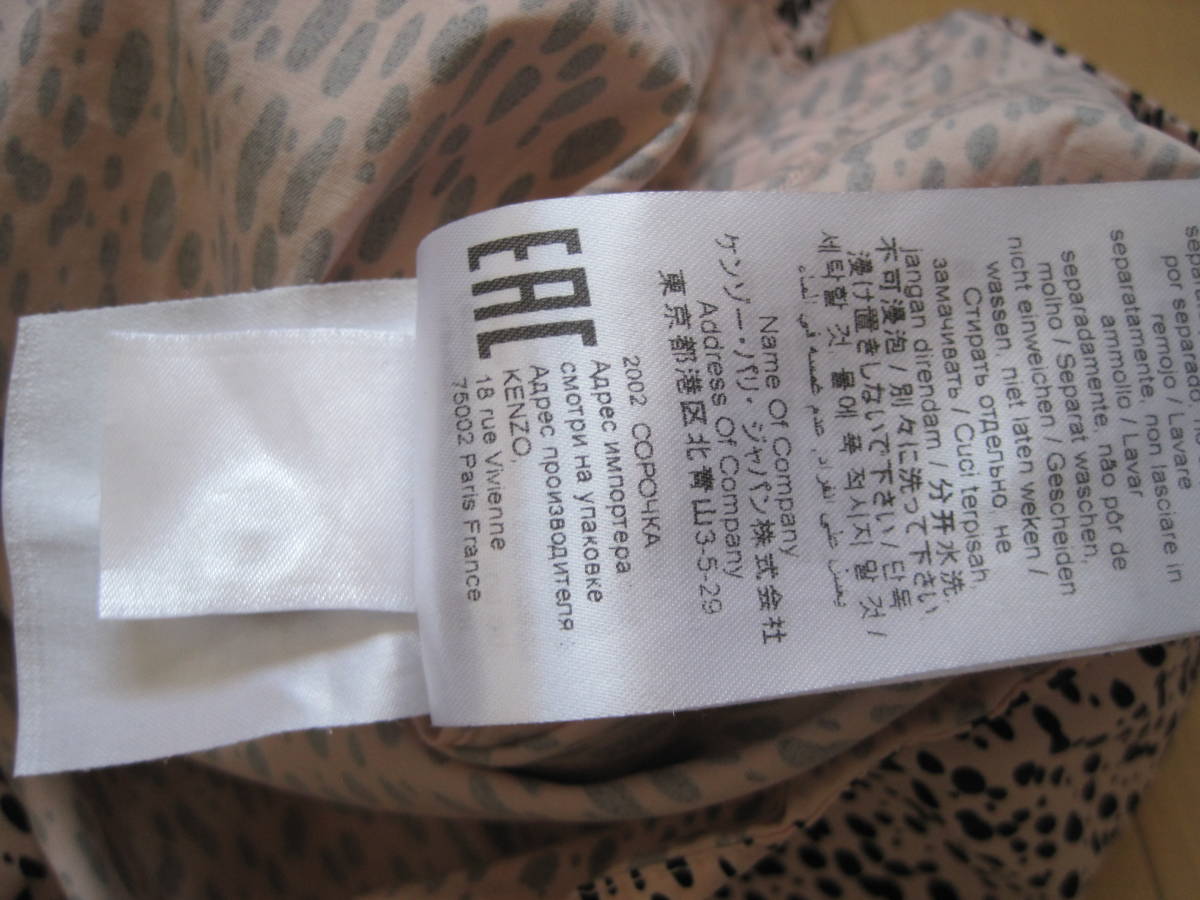 por separado, no
remojo / Lavare
separatamente, non lasciare in
ammollo / Lavar
separadamente, não pôr de
molho / Separat waschen,
nicht einweichen / Gescheiden
wassen, niet laten weken /
Стирать отдельно, не
замачивать / Cuci terpisah,
jangan direndam / 分开水洗,
不可浸泡 / 別々に洗って下さい
浸け置きしないで下さい / 단독
세탁할 것, 물에 푹 적시지 말 것 /
Name Of Company
ケンゾー・パリ・ジャパン株式会社
Address Of Company
東京都港区北青山3-5-29
2002 СОРОЧКА
Адрес импортера
смотри на упаковке
Адрес производителя :
KENZO,
18 rue Vivienne
75002 Paris France
EAC